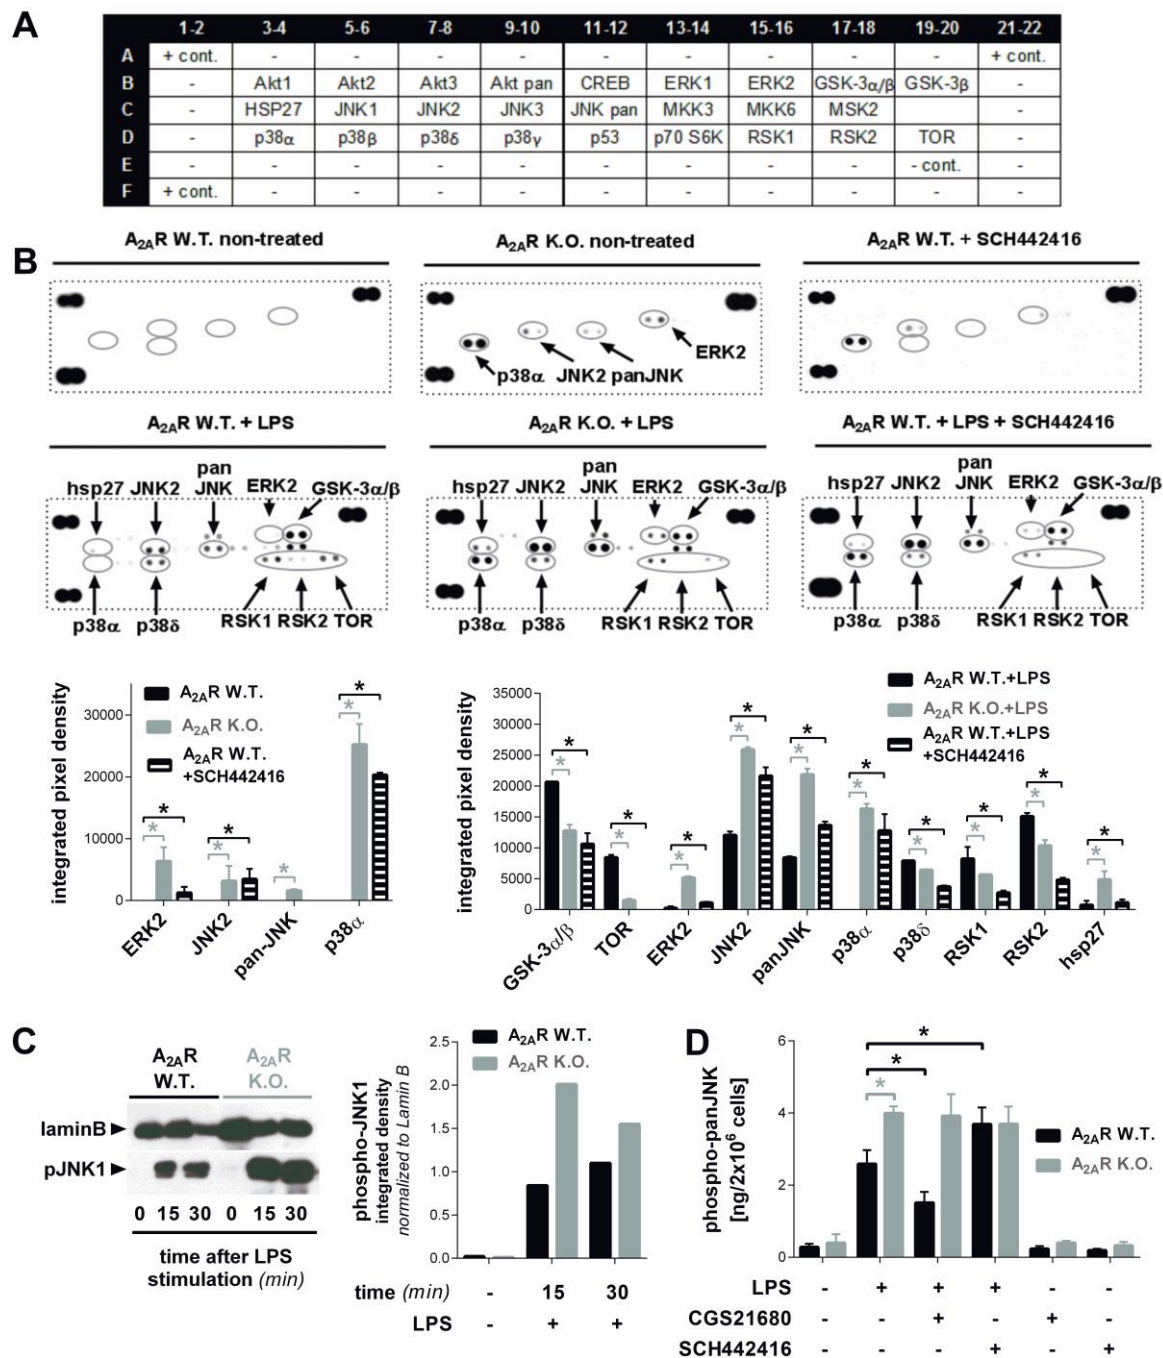 A
1-2 3-4 5-6 7-8 9-10 11-12 13-14 15-16 17-18 19-20 21-22
A + cont. - - - - - - - - - + cont.
B - Akt1 Akt2 Akt3 Akt pan CREB ERK1 ERK2 GSK-3α/β GSK-3β -
C - HSP27 JNK1 JNK2 JNK3 JNK pan MKK3 MKK6 MSK2 -
D - p38α p38β p38δ p38γ p53 p70 S6K RSK1 RSK2 TOR -
E - - - - - - - - - - cont. -
F + cont. - - - - - - - - - -
B
A2AR W.T. non-treated A2AR K.O. non-treated A2AR W.T. + SCH442416
p38α JNK2 panJNK ERK2
A2AR W.T. + LPS A2AR K.O. + LPS A2AR W.T. + LPS + SCH442416
hsp27 JNK2 pan JNK ERK2 GSK-3α/β
p38α p38δ RSK1 RSK2 TOR
hsp27 JNK2 pan JNK ERK2 GSK-3α/β
p38α p38δ RSK1 RSK2 TOR
hsp27 JNK2 pan JNK ERK2 GSK-3α/β
p38α p38δ RSK1 RSK2 TOR
integrated pixel density
30000
20000
10000
0
A2AR W.T.
A2AR K.O.
A2AR W.T.
+SCH442416
* * * * * * *
ERK2 JNK2 pan-JNK p38α
integrated pixel density
35000
30000
25000
20000
15000
10000
5000
0
A2AR W.T.+LPS
A2AR K.O.+LPS
A2AR W.T.+LPS
+SCH442416
* * * * * * * * * * * * * * * * * * * *
GSK-3α/β TOR ERK2 JNK2 panJNK p38α p38δ RSK1 RSK2 hsp27
C
A2AR W.T. A2AR K.O.
laminB
pJNK1
0 15 30 0 15 30
time after LPS
stimulation (min)
phospho-JNK1
integrated density
normalized to Lamin B
2.5
2.0
1.5
1.0
0.5
0.0
A2AR W.T.
A2AR K.O.
time (min) - 15 30
LPS - + +
D
phospho-panJNK
[ng/2x10⁶ cells]
6
4
2
0
* * *
A2AR W.T.
A2AR K.O.
LPS - + + + - -
CGS21680 - - + - + -
SCH442416 - - - + - +